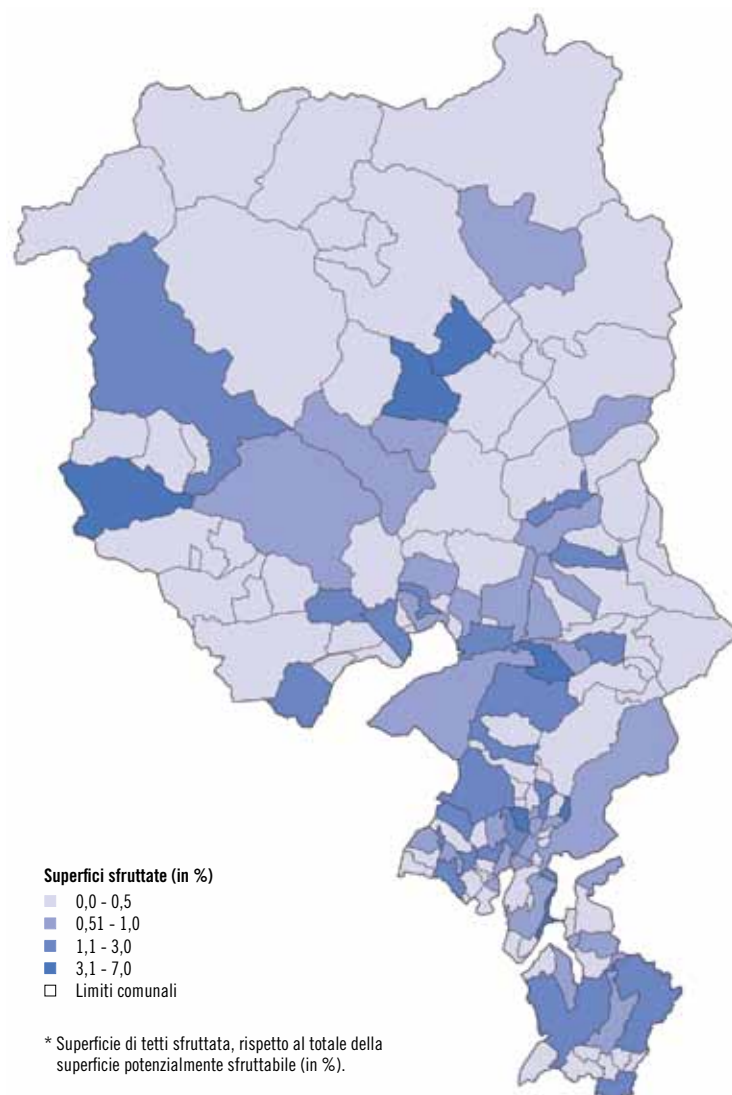 Superfici sfruttate (in %)
0,0 - 0,5
0,51 - 1,0
1,1 - 3,0
3,1 - 7,0
Limiti comunali
* Superficie di tetti sfruttata, rispetto al totale della
superficie potenzialmente sfruttabile (in %).